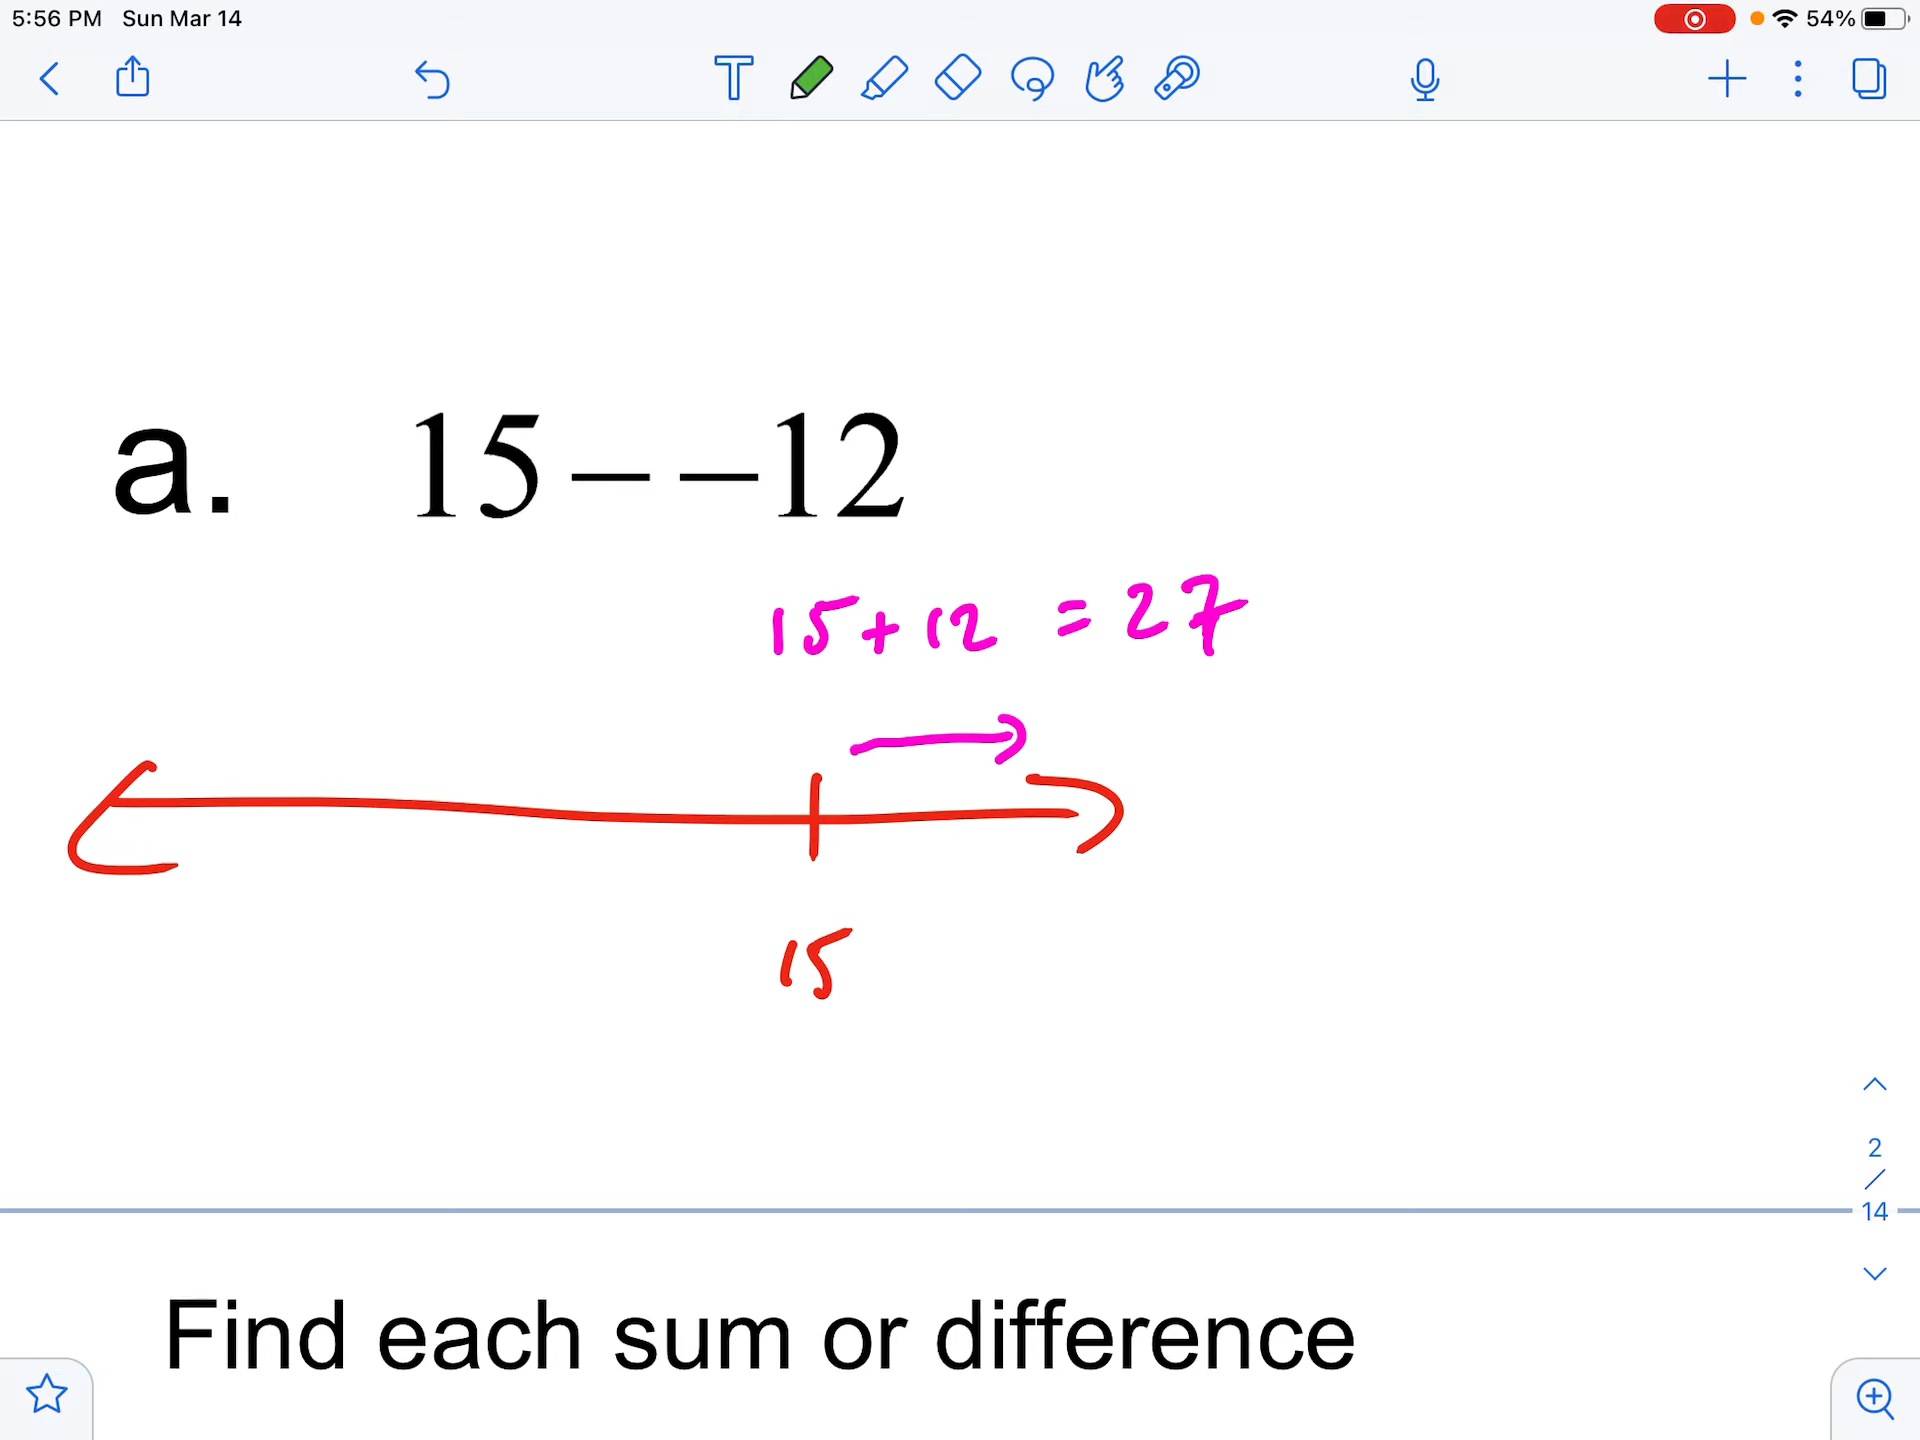 5:56 PM Sun Mar 14 54%
T
a. 15 – –12
15 + 12 = 27
15
2
/
14
Find each sum or difference